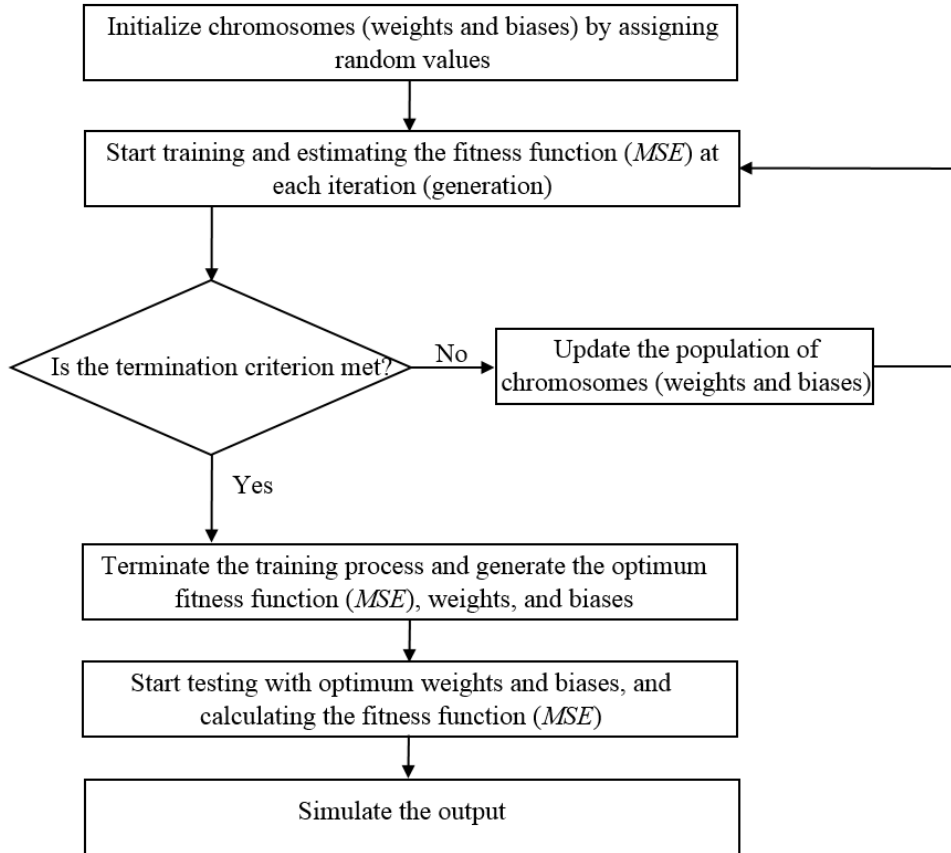 Initialize chromosomes (weights and biases) by assigning
random values
Start training and estimating the fitness function (MSE) at
each iteration (generation)
Is the termination criterion met?
No
Update the population of
chromosomes (weights and biases)
Yes
Terminate the training process and generate the optimum
fitness function (MSE), weights, and biases
Start testing with optimum weights and biases, and
calculating the fitness function (MSE)
Simulate the output